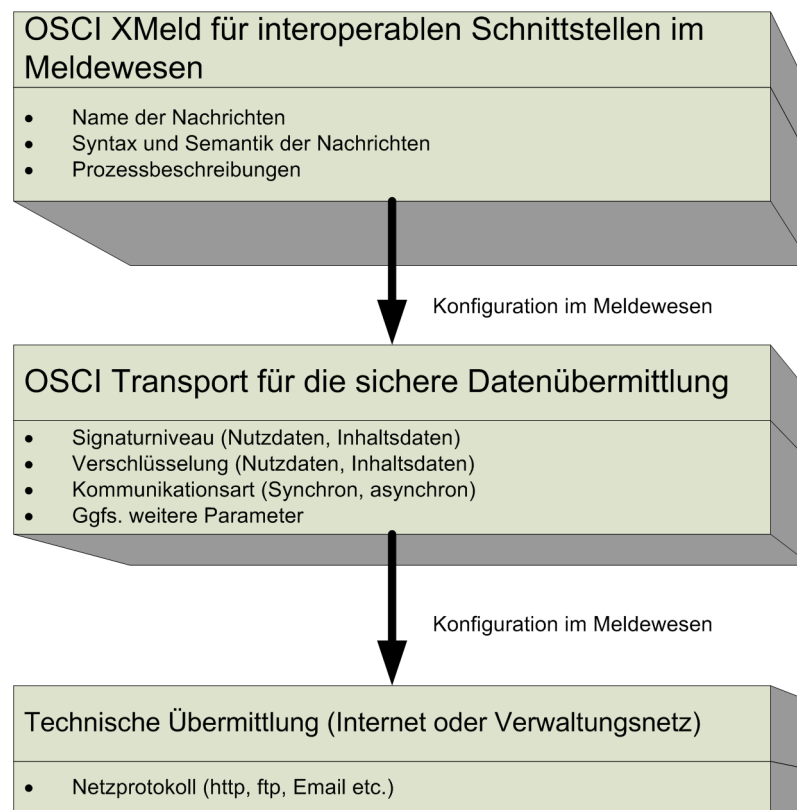 OSCI XMeld für interoperablen Schnittstellen im
Meldewesen
• Name der Nachrichten
• Syntax und Semantik der Nachrichten
• Prozessbeschreibungen
Konfiguration im Meldewesen
OSCI Transport für die sichere Datenübermittlung
• Signaturniveau (Nutzdaten, Inhaltsdaten)
• Verschlüsselung (Nutzdaten, Inhaltsdaten)
• Kommunikationsart (Synchron, asynchron)
• Ggfs. weitere Parameter
Konfiguration im Meldewesen
Technische Übermittlung (Internet oder Verwaltungsnetz)
• Netzprotokoll (http, ftp, Email etc.)